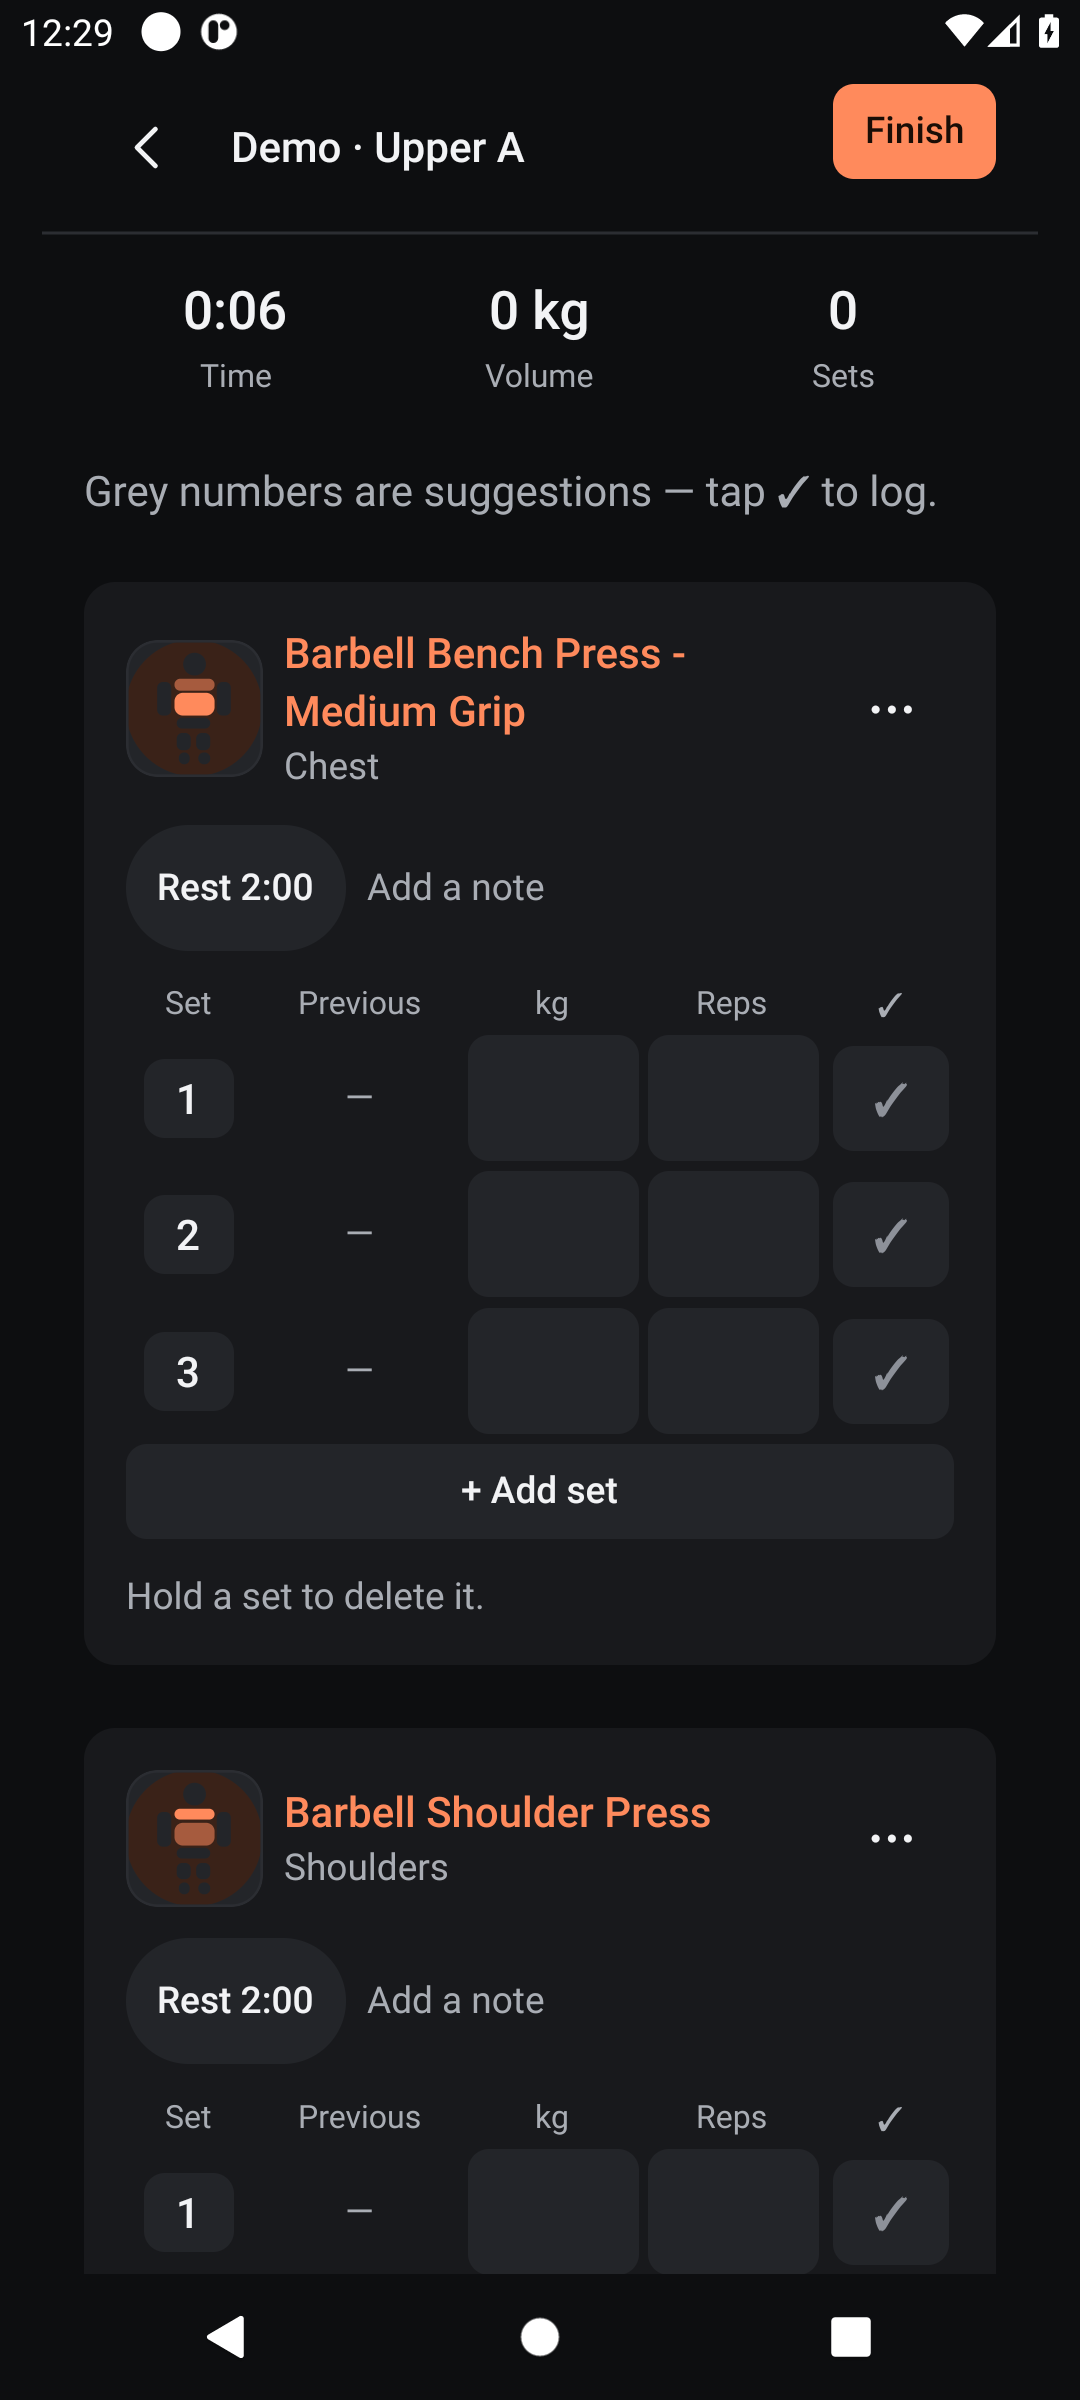 12:29
Demo · Upper A
Finish
0:06 0 kg 0
Time Volume Sets
Grey numbers are suggestions — tap ✓ to log.
Barbell Bench Press -
Medium Grip
Chest
Rest 2:00 Add a note
Set Previous kg Reps ✓
1 — ✓
2 — ✓
3 — ✓
+ Add set
Hold a set to delete it.
Barbell Shoulder Press
Shoulders
Rest 2:00 Add a note
Set Previous kg Reps ✓
1 — ✓